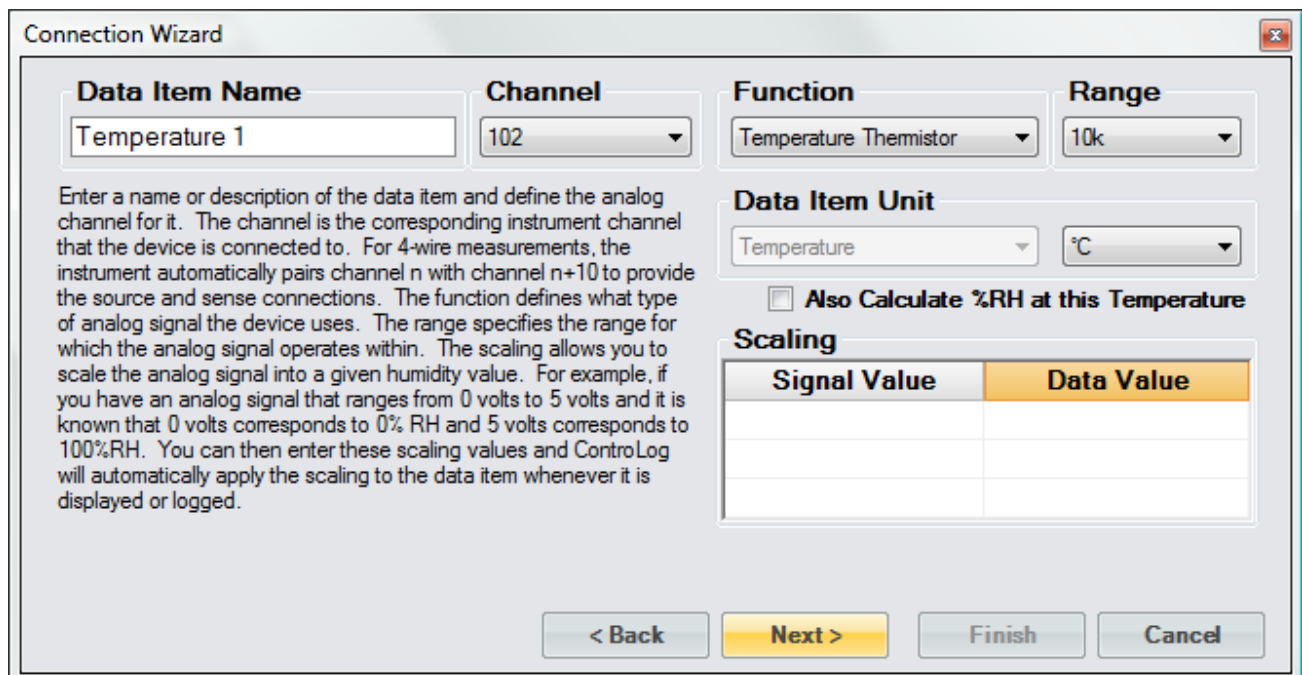 Connection Wizard
Data Item Name
Channel
Function
Range
Temperature 1
102
Temperature Thermistor
10k
Enter a name or description of the data item and define the analog
channel for it. The channel is the corresponding instrument channel
that the device is connected to. For 4-wire measurements, the
instrument automatically pairs channel n with channel n+10 to provide
the source and sense connections. The function defines what type
of analog signal the device uses. The range specifies the range for
which the analog signal operates within. The scaling allows you to
scale the analog signal into a given humidity value. For example, if
you have an analog signal that ranges from 0 volts to 5 volts and it is
known that 0 volts corresponds to 0% RH and 5 volts corresponds to
100%RH. You can then enter these scaling values and ControLog
will automatically apply the scaling to the data item whenever it is
displayed or logged.
Data Item Unit
Temperature
°C
Also Calculate %RH at this Temperature
Scaling
Signal Value
Data Value
< Back
Next >
Finish
Cancel